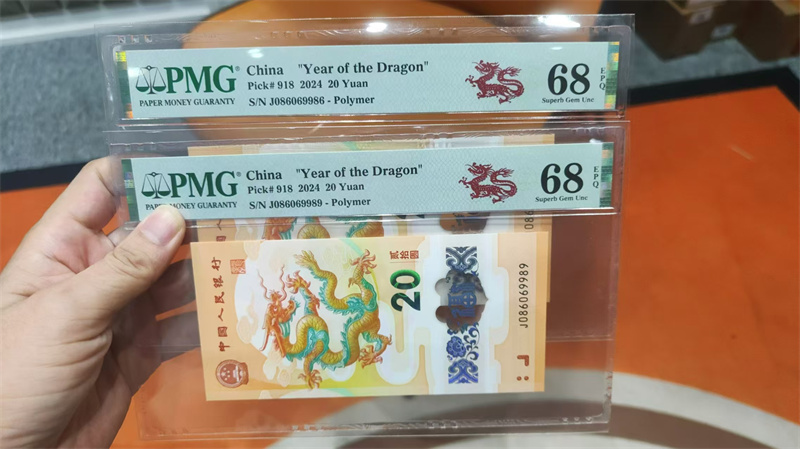 PMG®
PAPER MONEY GUARANTY
China "Year of the Dragon"
Pick# 918 2024 20 Yuan
S/N J086069986 - Polymer
68
EPQ
Superb Gem Unc
PMG®
PAPER MONEY GUARANTY
China "Year of the Dragon"
Pick# 918 2024 20 Yuan
S/N J086069989 - Polymer
68
EPQ
Superb Gem Unc
中国人民银行
贰拾圆
20
J086069989